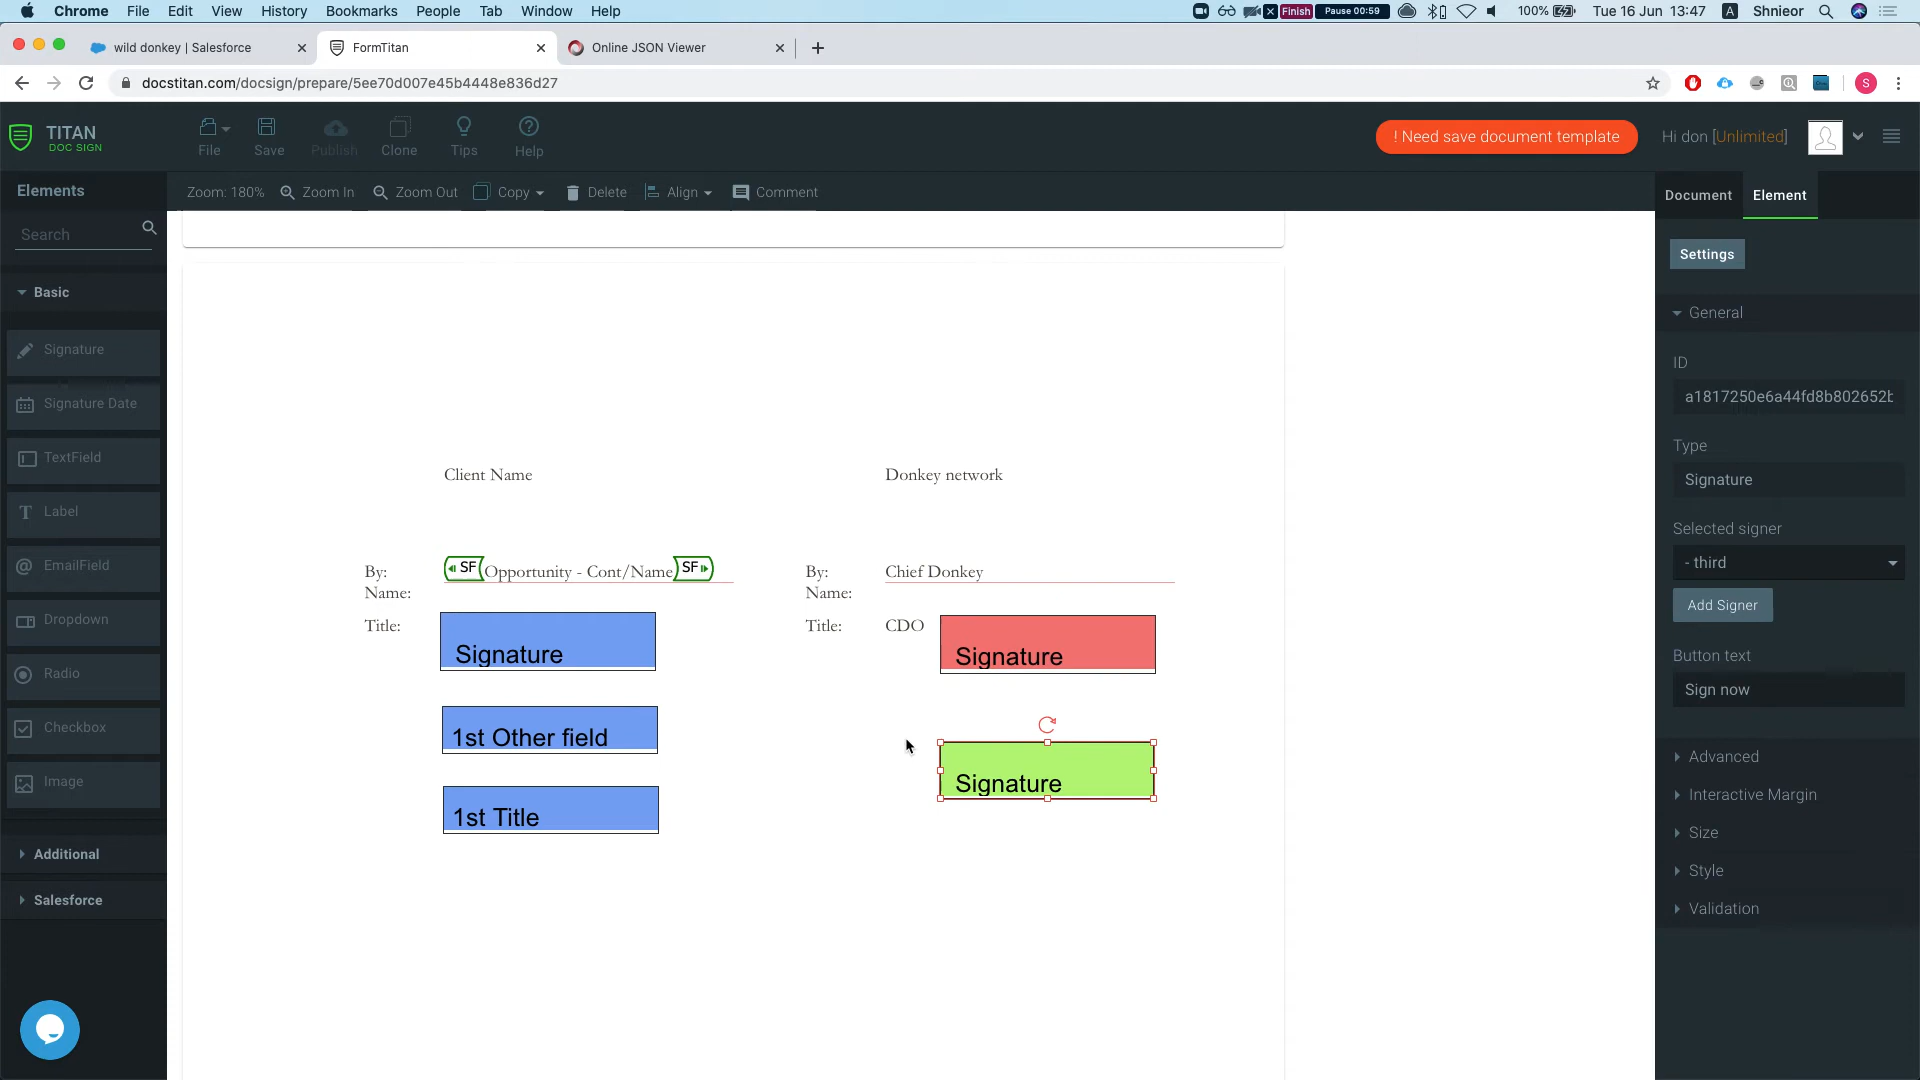 Chrome File Edit View History Bookmarks People Tab Window Help
Finish Pause 00:59 100% Tue 16 Jun 13:47 A Shnieor
wild donkey | Salesforce FormTitan Online JSON Viewer
docstitan.com/docsign/prepare/5ee70d007e45b4448e836d27 S
TITAN
DOC SIGN
File Save Publish Clone Tips Help
! Need save document template Hi don [Unlimited]
Elements
Zoom: 180% Zoom In Zoom Out Copy Delete Align Comment
Document Element
Search
Settings
Basic
General
Signature
Signature Date
TextField
Label
EmailField
Dropdown
Radio
Checkbox
Image
Additional
Salesforce
Client Name Donkey network
By: SF Opportunity - Cont/Name SF By: Chief Donkey
Name: Name:
Title: Title: CDO
Signature Signature
1st Other field
Signature
1st Title
ID
a1817250e6a44fd8b802652b
Type
Signature
Selected signer
- third
Add Signer
Button text
Sign now
Advanced
Interactive Margin
Size
Style
Validation